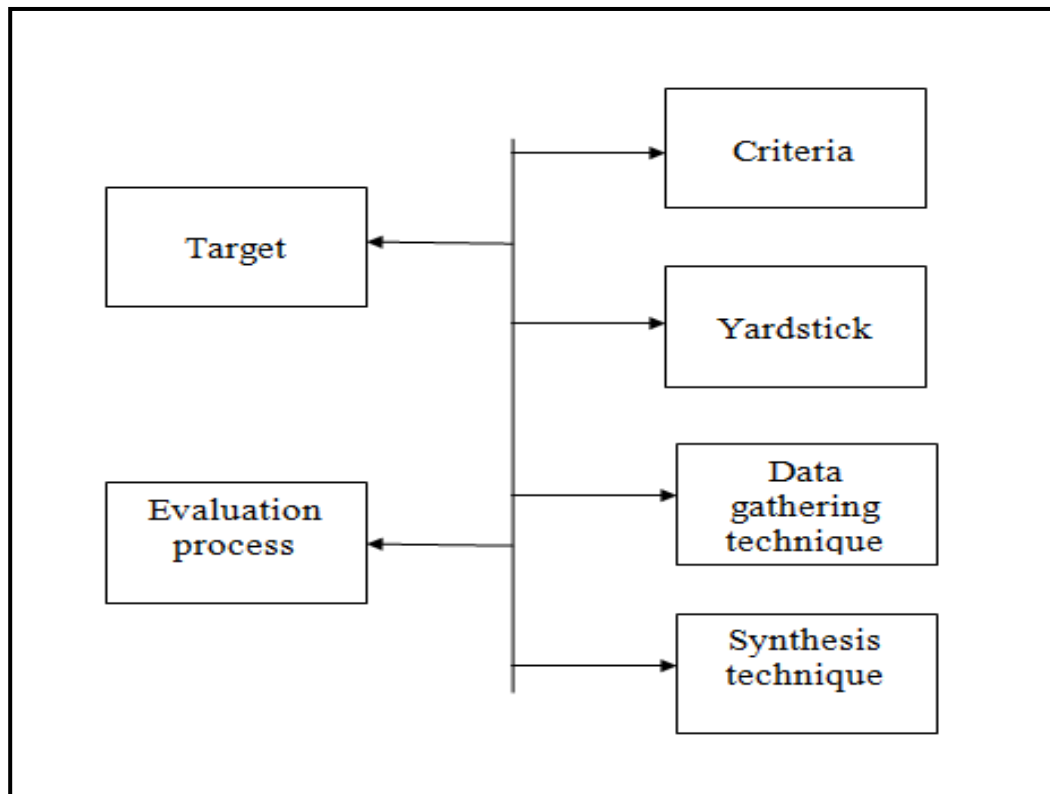 Criteria
Target
Yardstick
Evaluation
process
Data
gathering
technique
Synthesis
technique